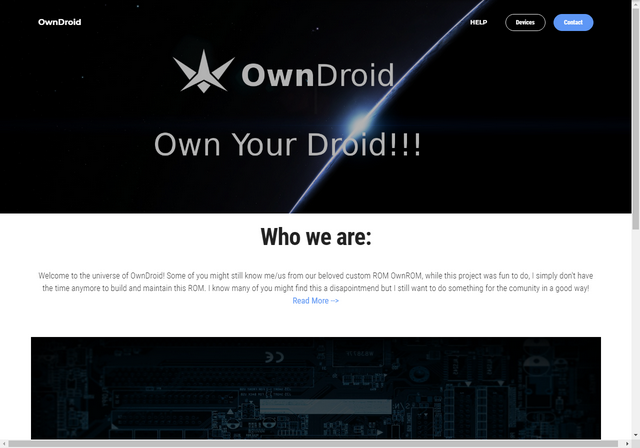 OwnDroid
HELP
Devices
Contact
OwnDroid
Own Your Droid!!!
Who we are:
Welcome to the universe of OwnDroid! Some of you might still know me/us from our beloved custom ROM OwnROM, while this project was fun to do, I simply don't have
the time anymore to build and maintain this ROM. I know many of you might find this a disapointmend but I still want to do something for the comunity in a good way!
Read More -->